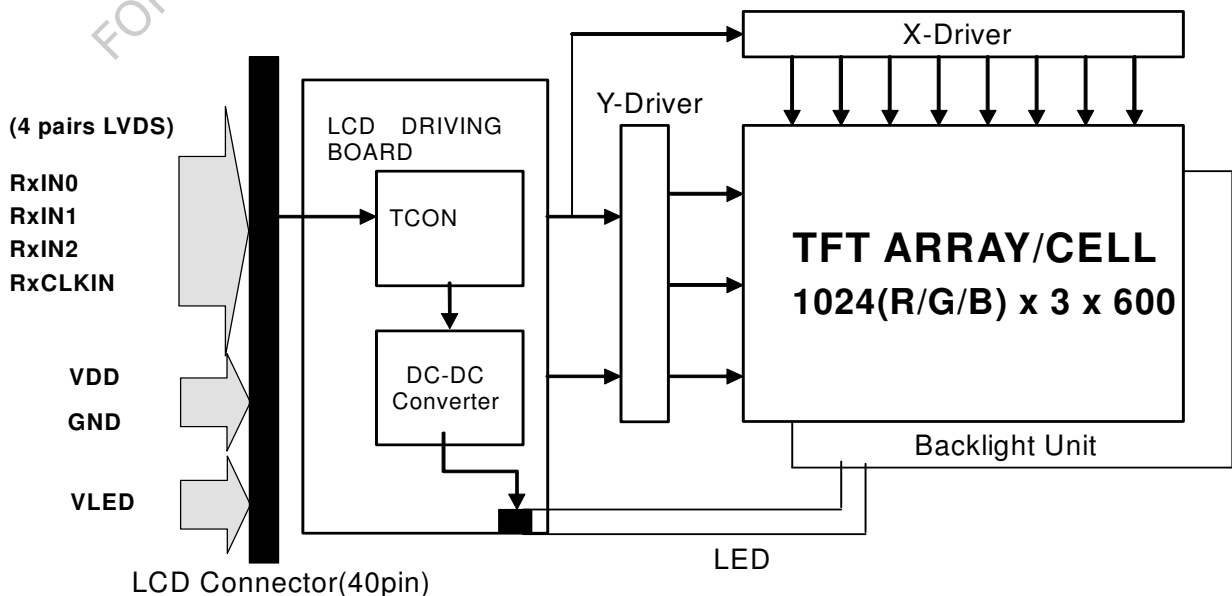 FOR
X-Driver
Y-Driver
(4 pairs LVDS)
LCD DRIVING
BOARD
RxIN0
RxIN1
RxIN2
RxCLKIN
TCON
TFT ARRAY/CELL
1024(R/G/B) x 3 x 600
VDD
GND
DC-DC
Converter
Backlight Unit
VLED
LED
LCD Connector(40pin)